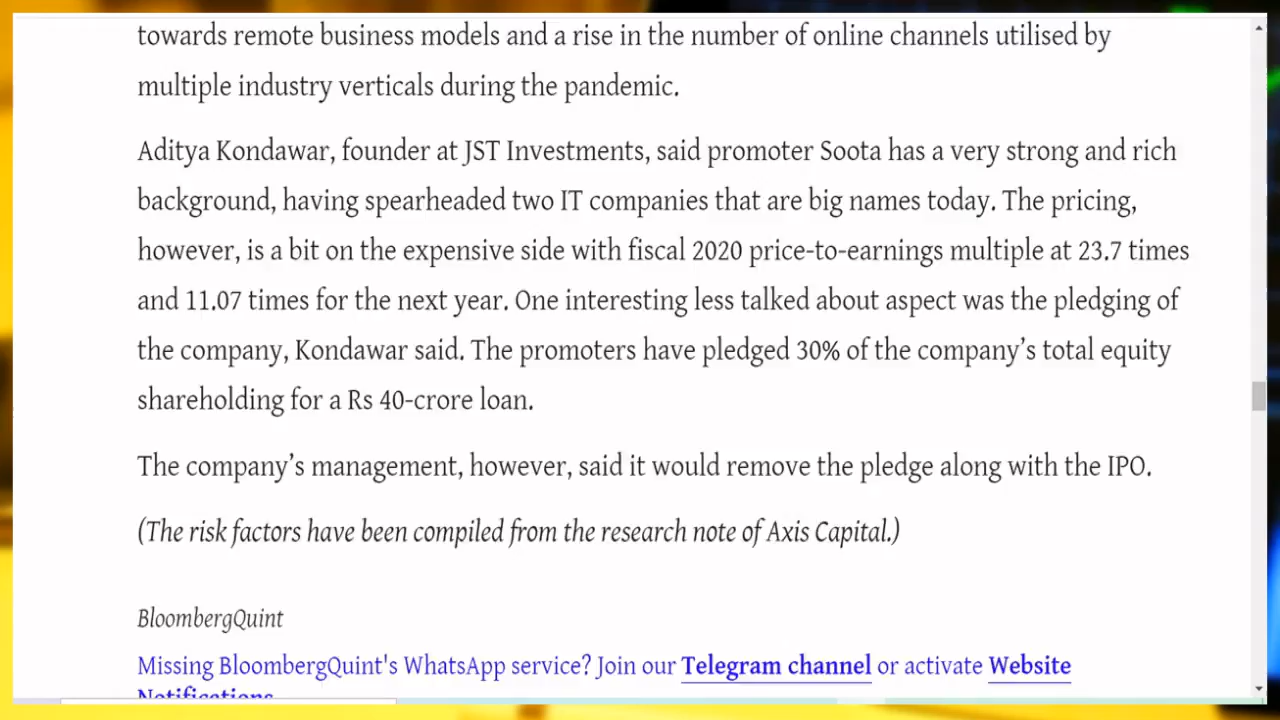 towards remote business models and a rise in the number of online channels utilised by
multiple industry verticals during the pandemic.
Aditya Kondawar, founder at JST Investments, said promoter Soota has a very strong and rich
background, having spearheaded two IT companies that are big names today. The pricing,
however, is a bit on the expensive side with fiscal 2020 price-to-earnings multiple at 23.7 times
and 11.07 times for the next year. One interesting less talked about aspect was the pledging of
the company, Kondawar said. The promoters have pledged 30% of the company’s total equity
shareholding for a Rs 40-crore loan.
The company’s management, however, said it would remove the pledge along with the IPO.
(The risk factors have been compiled from the research note of Axis Capital.)
BloombergQuint
Missing BloombergQuint's WhatsApp service? Join our Telegram channel or activate Website
Notifications